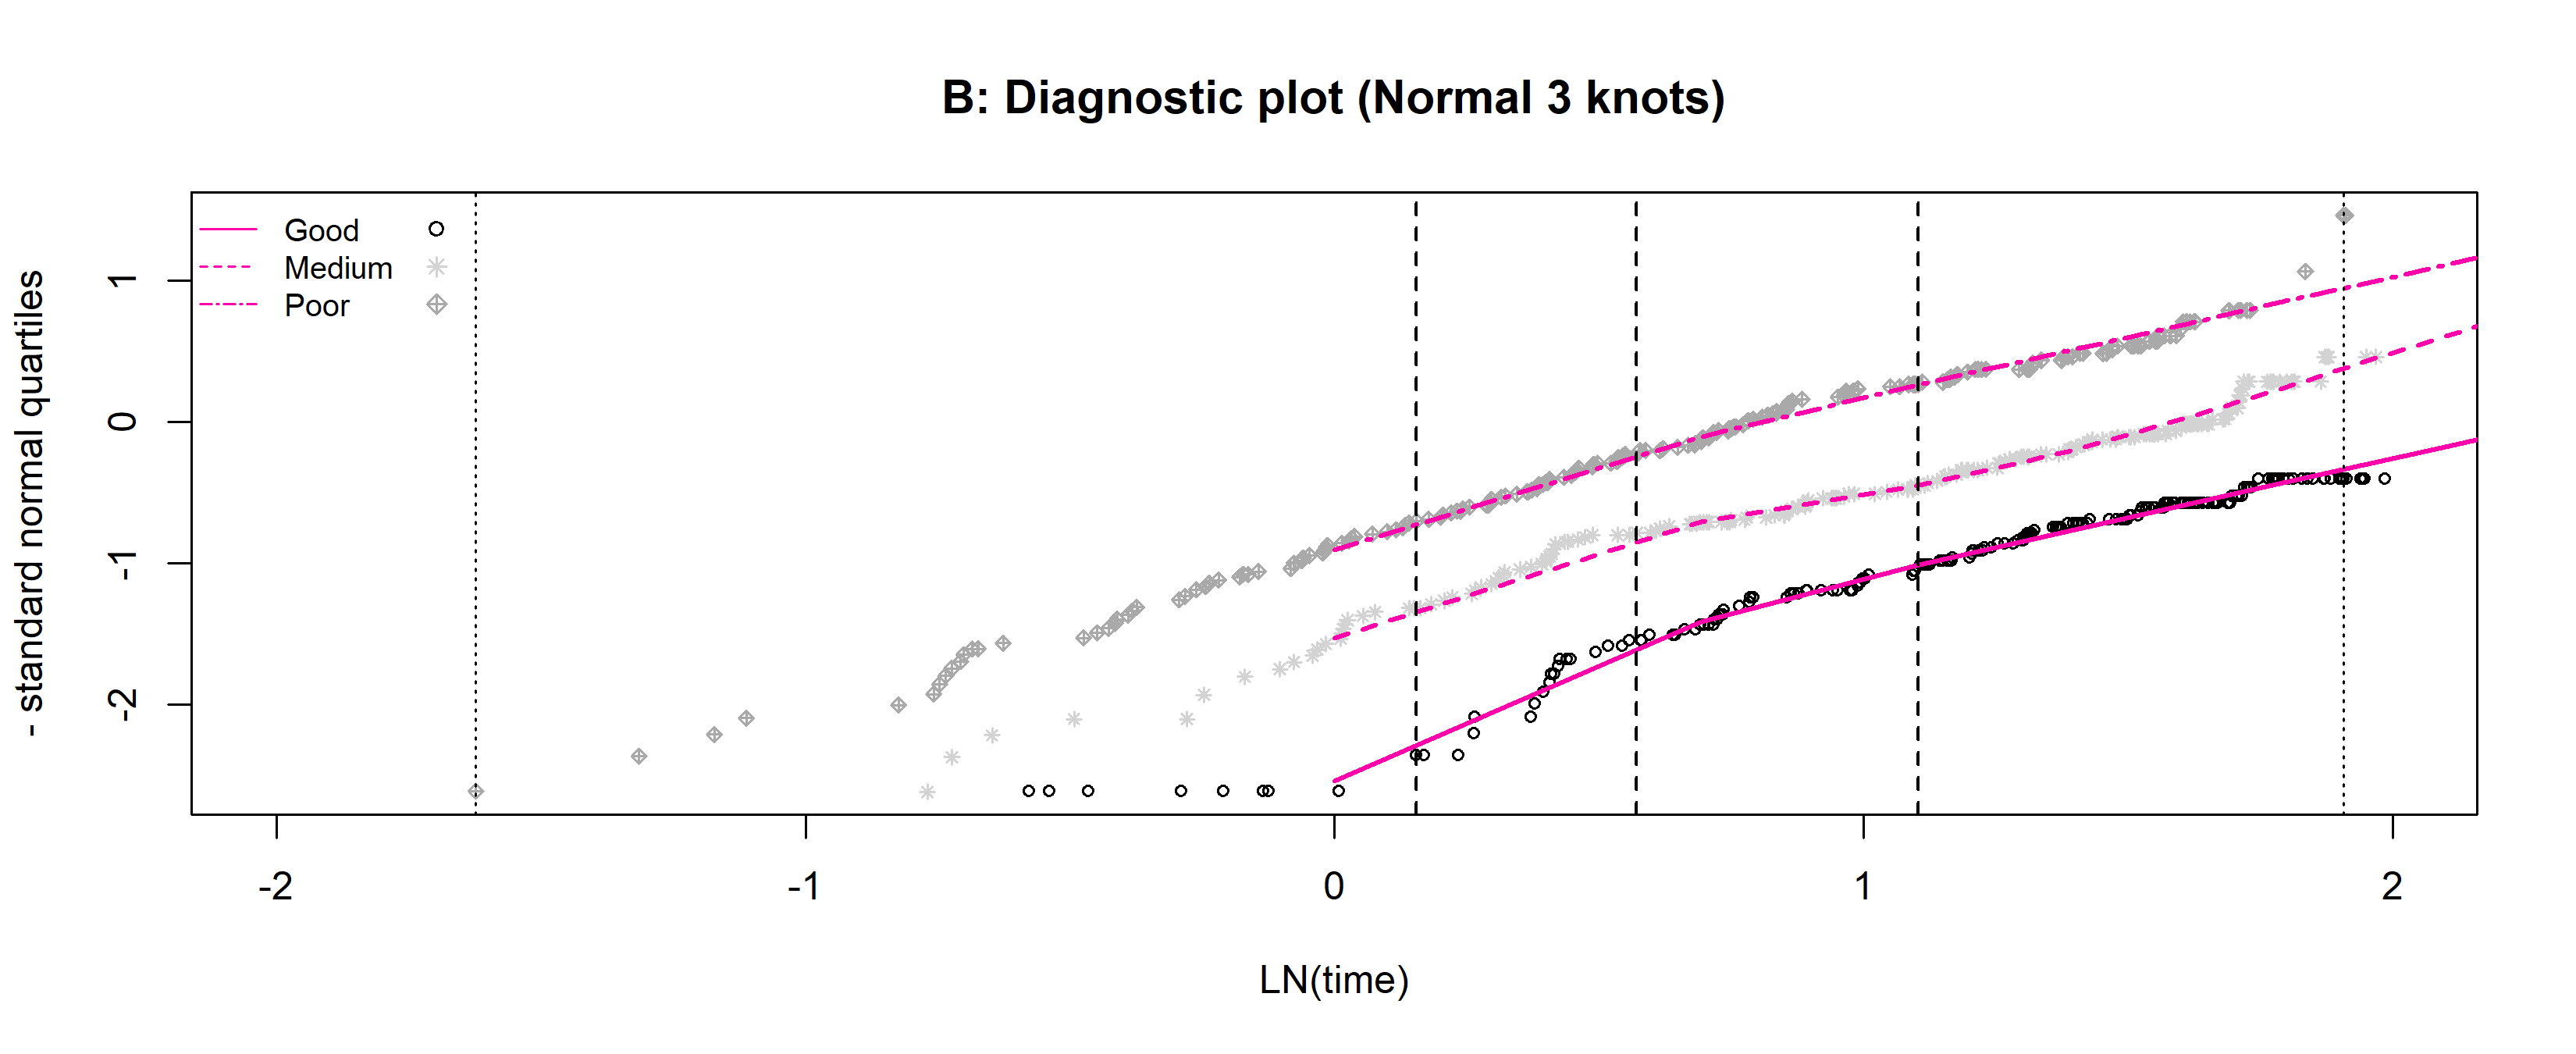 B: Diagnostic plot (Normal 3 knots)
Good
Medium
Poor
- standard normal quartiles
1
0
-1
-2
-2
-1
0
1
2
LN(time)